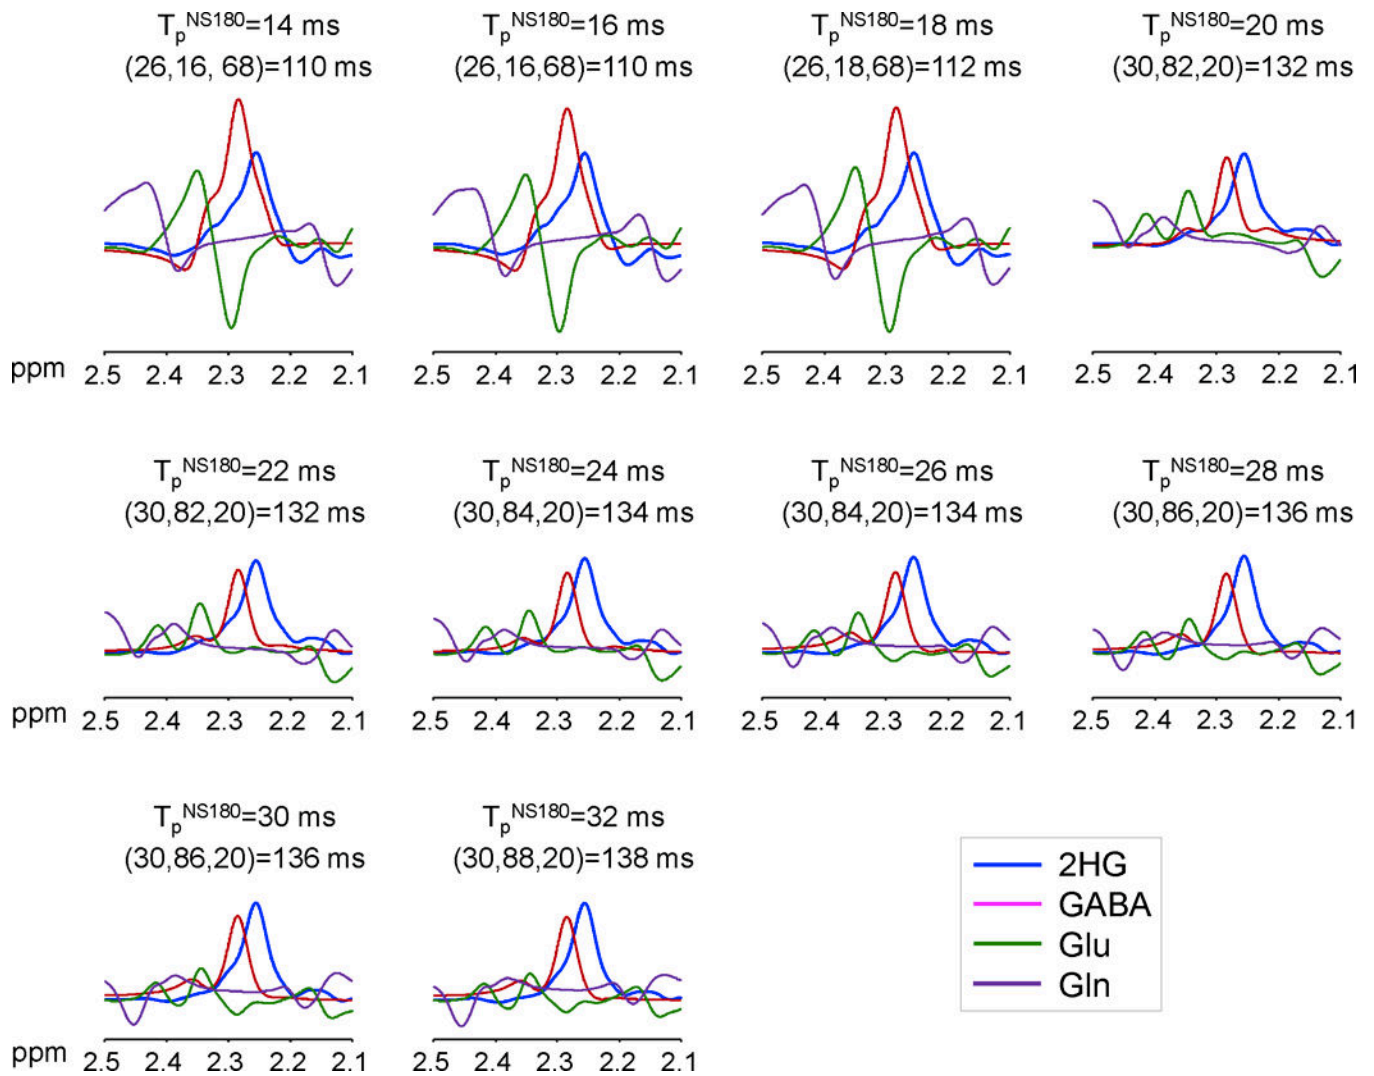 T_p^NS180=14 ms T_p^NS180=16 ms T_p^NS180=18 ms T_p^NS180=20 ms
(26,16, 68)=110 ms (26,16,68)=110 ms (26,18,68)=112 ms (30,82,20)=132 ms
ppm 2.5 2.4 2.3 2.2 2.1 2.5 2.4 2.3 2.2 2.1 2.5 2.4 2.3 2.2 2.1 2.5 2.4 2.3 2.2 2.1
T_p^NS180=22 ms T_p^NS180=24 ms T_p^NS180=26 ms T_p^NS180=28 ms
(30,82,20)=132 ms (30,84,20)=134 ms (30,84,20)=134 ms (30,86,20)=136 ms
ppm 2.5 2.4 2.3 2.2 2.1 2.5 2.4 2.3 2.2 2.1 2.5 2.4 2.3 2.2 2.1 2.5 2.4 2.3 2.2 2.1
T_p^NS180=30 ms T_p^NS180=32 ms
(30,86,20)=136 ms (30,88,20)=138 ms
2HG
GABA
Glu
Gln
ppm 2.5 2.4 2.3 2.2 2.1 2.5 2.4 2.3 2.2 2.1